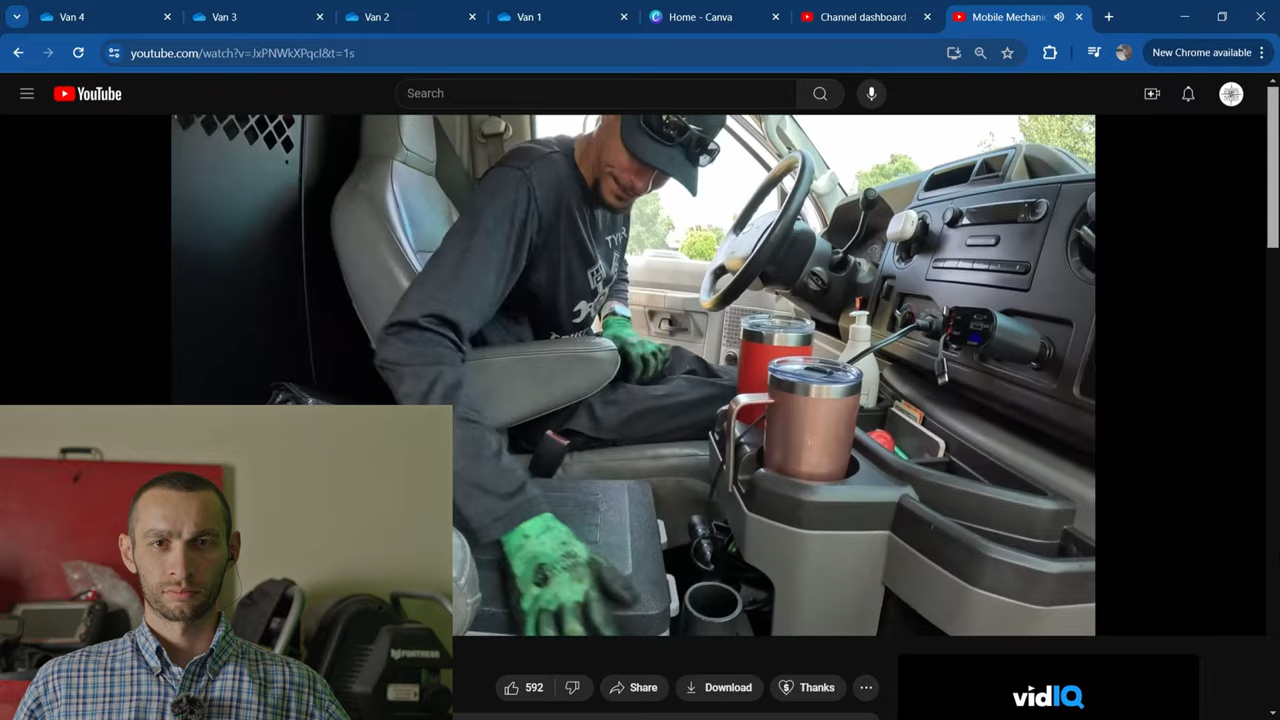 Van 4
Van 3
Van 2
Van 1
Home - Canva
Channel dashboard
Mobile Mechanic
youtube.com/watch?v=JxPNWkXPqcI&t=1s
New Chrome available
YouTube
Search
FORTRESS
592
Share
Download
Thanks
vidIQ